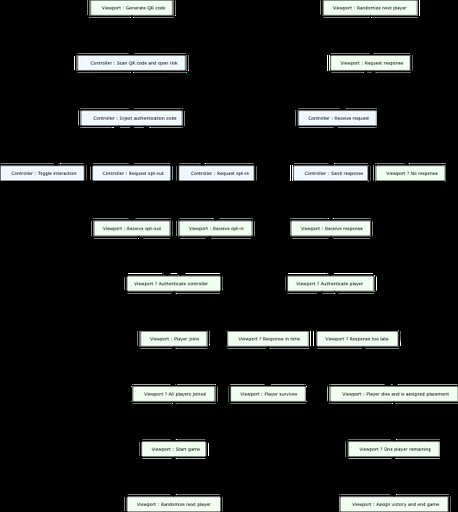 Viewport : Generate QR code
Viewport : Randomize next player
Controller : Scan QR code and open link
Viewport : Request response
Controller : Inject authentication code
Controller : Receive request
Controller : Toggle interaction
Controller : Request opt-out
Controller : Request opt-in
Controller : Send response
Viewport ? No response
Viewport : Receive opt-out
Viewport : Receive opt-in
Viewport : Receive response
Viewport ? Authenticate controller
Viewport ? Authenticate player
Viewport : Player joins
Viewport ? Response in time
Viewport ? Response too late
Viewport ? All players joined
Viewport : Player survives
Viewport : Player dies and is assigned placement
Viewport : Start game
Viewport ? One player remaining
Viewport : Randomize next player
Viewport : Assign victory and end game